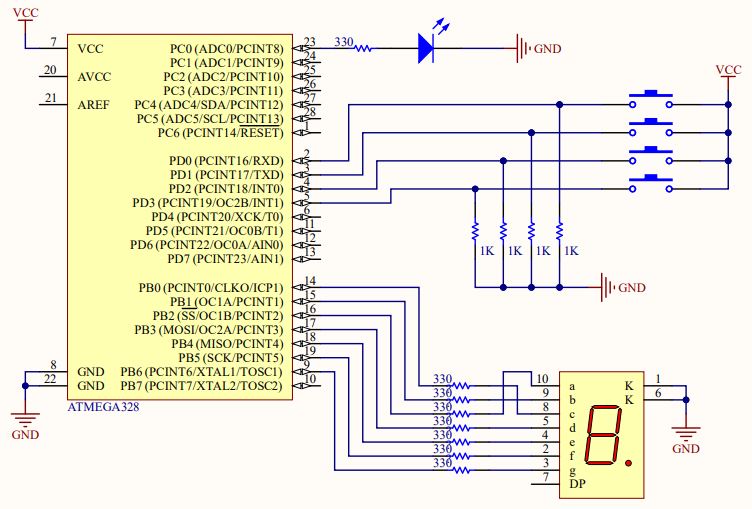 VCC
7 VCC
20 AVCC
21 AREF
PC0 (ADC0/PCINT8) 23
PC1 (ADC1/PCINT9) 24
PC2 (ADC2/PCINT10) 25
PC3 (ADC3/PCINT11) 26
PC4 (ADC4/SDA/PCINT12) 27
PC5 (ADC5/SCL/PCINT13) 28
PC6 (PCINT14/RESET) 1
330
GND
VCC
PD0 (PCINT16/RXD) 2
PD1 (PCINT17/TXD) 3
PD2 (PCINT18/INT0) 4
PD3 (PCINT19/OC2B/INT1) 5
PD4 (PCINT20/XCK/T0) 6
PD5 (PCINT21/OC0B/T1) 11
PD6 (PCINT22/OC0A/AIN0) 12
PD7 (PCINT23/AIN1) 13
1K 1K 1K 1K
GND
PB0 (PCINT0/CLKO/ICP1) 14
PB1 (OC1A/PCINT1) 15
PB2 (SS/OC1B/PCINT2) 16
PB3 (MOSI/OC2A/PCINT3) 17
PB4 (MISO/PCINT4) 18
PB5 (SCK/PCINT5) 19
8 GND PB6 (PCINT6/XTAL1/TOSC1) 9
22 GND PB7 (PCINT7/XTAL2/TOSC2) 10
ATMEGA328
GND
330 10 a K 1
330 9 b K 6
330 8 c
330 5 d
330 4 e
330 2 f
330 3 g
7 DP
8.
GND